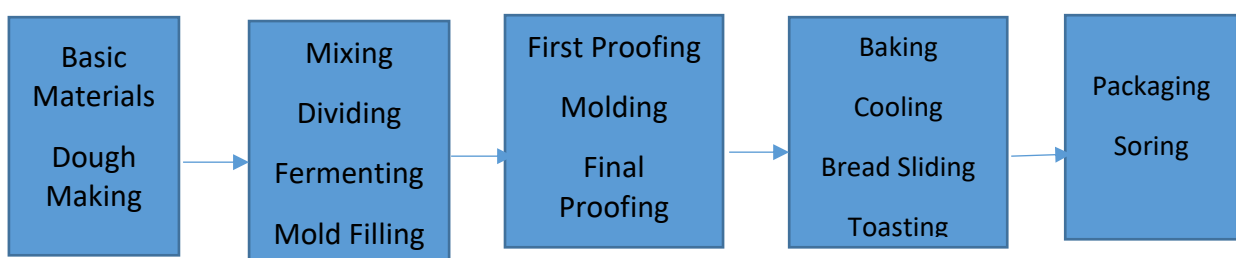 Basic
Materials
Dough
Making
Mixing
Dividing
Fermenting
Mold Filling
First Proofing
Molding
Final
Proofing
Baking
Cooling
Bread Sliding
Toasting
Packaging
Soring